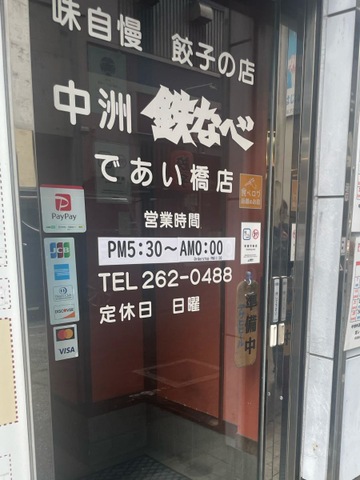 味自慢 餃子の店
中洲 鉄なべ
であい橋店
営業時間
PM5:30～AM0:00
TEL 262-0488
定休日 日曜
PayPay
JCB
VISA
準備中